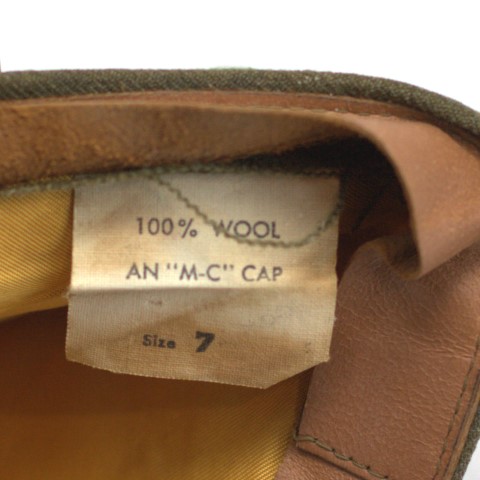 100% WOOL
AN "M-C" CAP
Size 7